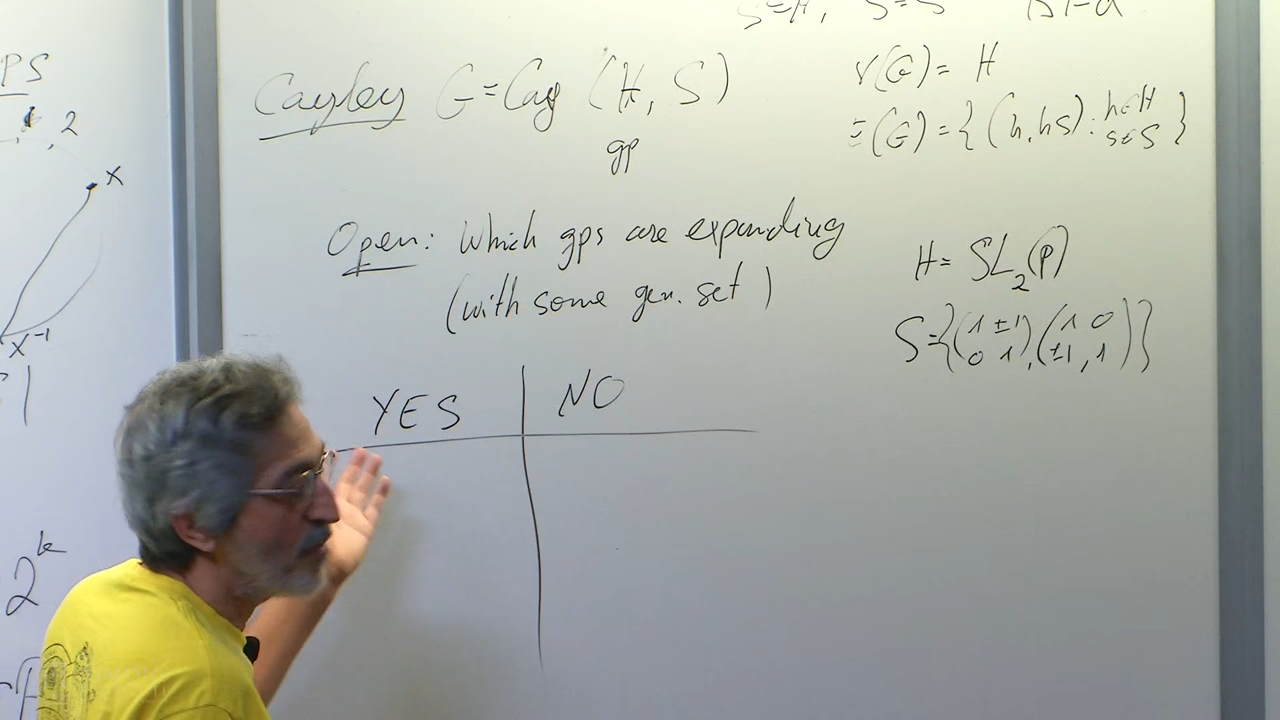 PS
, 2
x
x⁻¹
2ᵏ
S⊆H, S=S
Cayley G=Cay (H, S)
gp
V(G)= H
E(G)={(h,hs): h∈H
s∈S}
Open: Which gps are expanding
(with some gen. set)
H= SL₂(p)
S={(1 ±1
0 1), (1 0
±1, 1)}
YES | NO